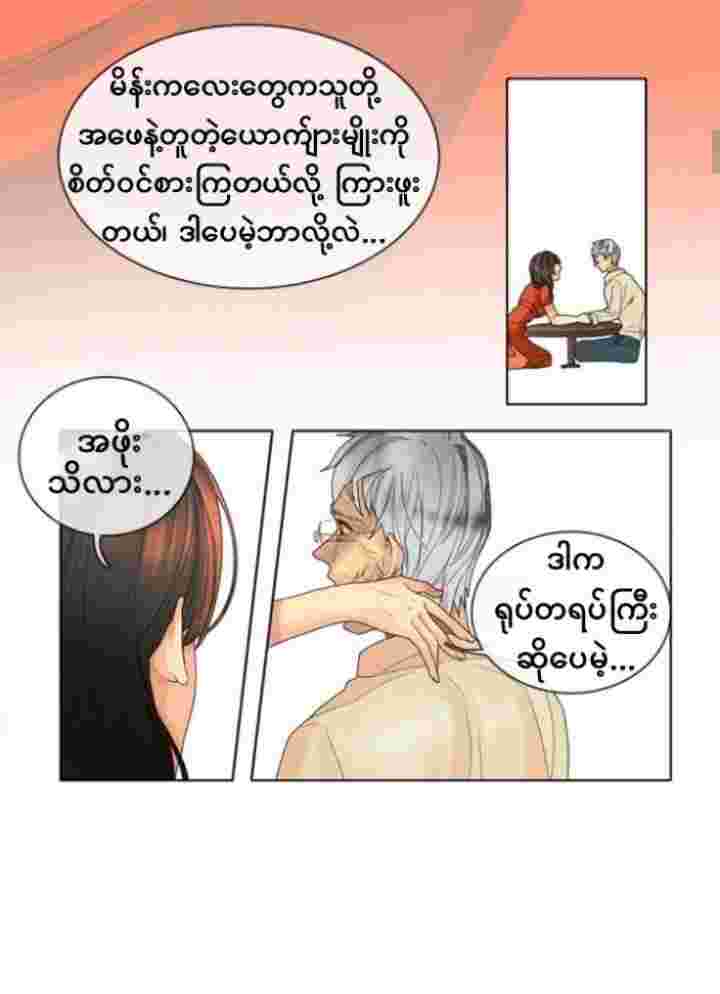 မိန်းကလေးတွေကသူတို့
အဖေနဲ့တူတဲ့ယောကျ်ားမျိုးကို
စိတ်ဝင်စားကြတယ်လို့ ကြားဖူး
တယ်၊ ဒါပေမဲ့ဘာလို့လဲ...
အဖိုး
သိလား...
ဒါက
ရုပ်တရပ်ကြီး
ဆိုပေမဲ့...